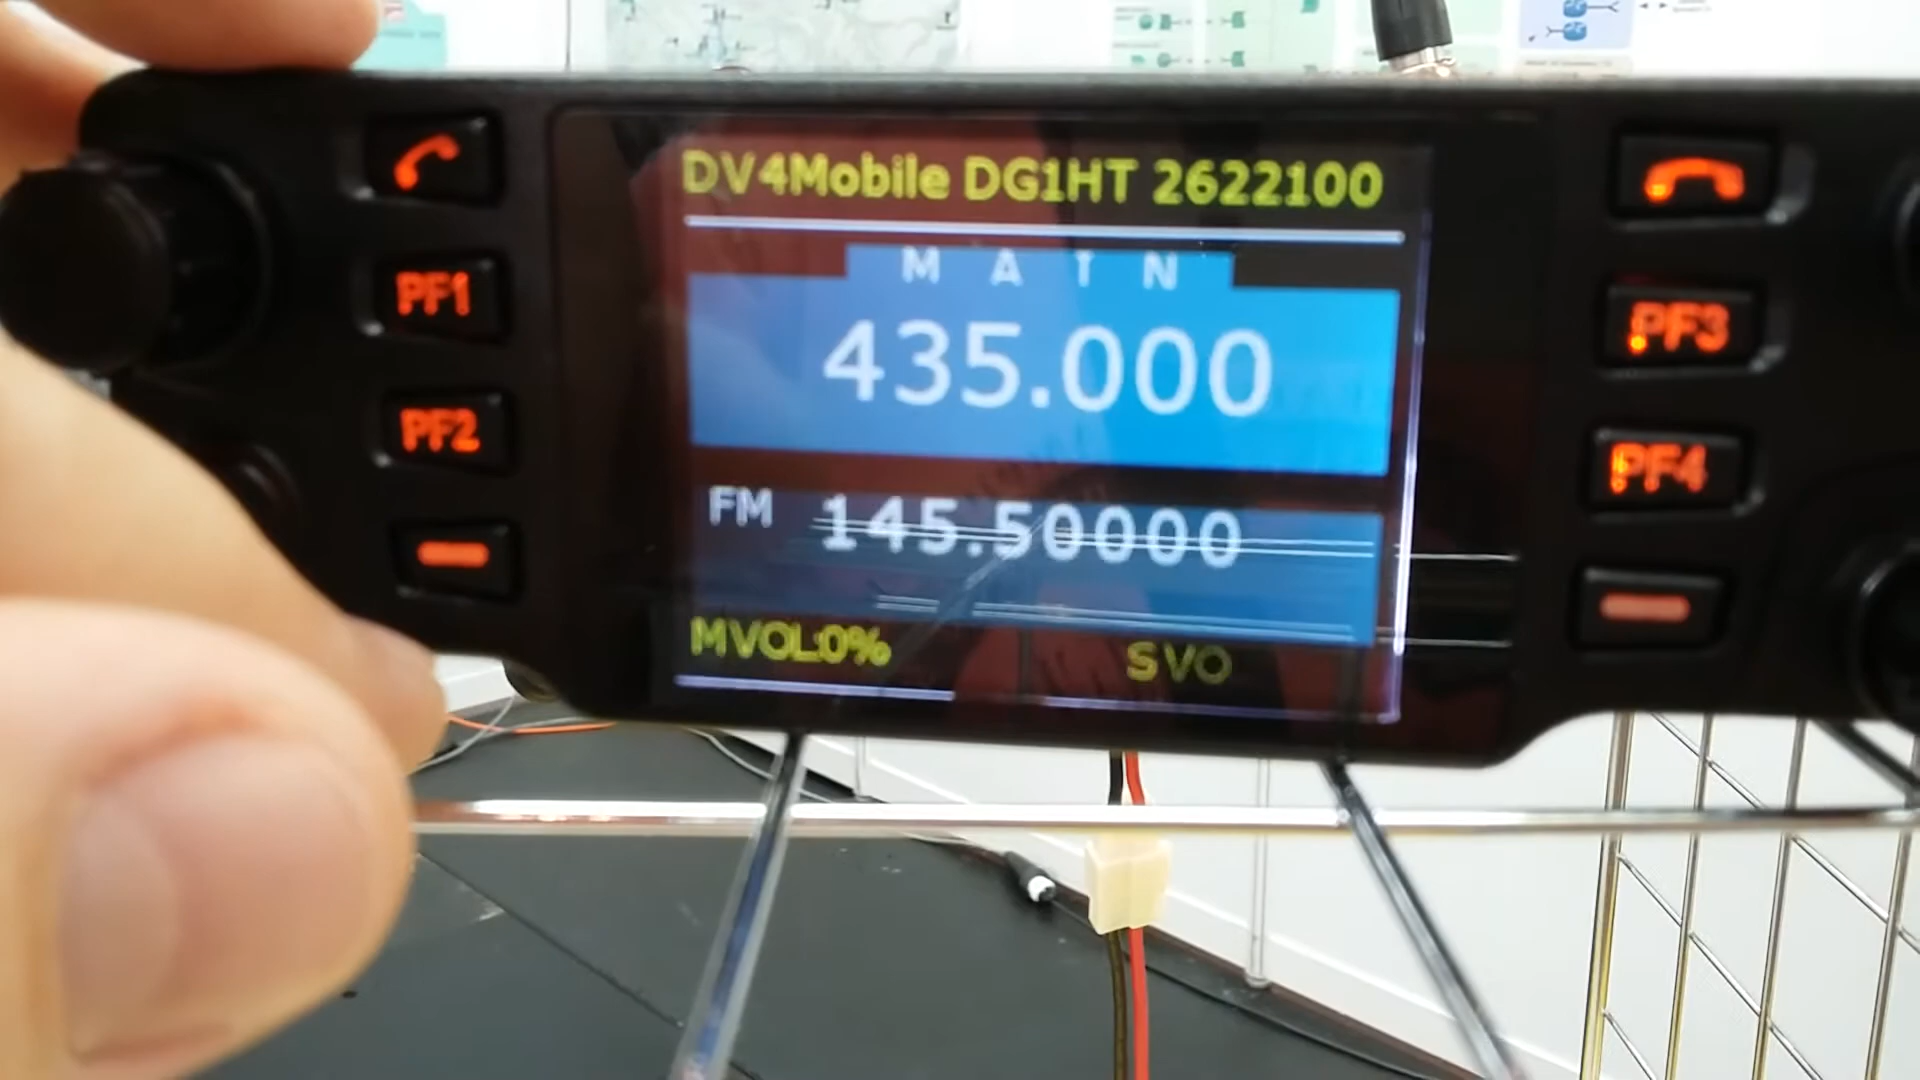 DV4Mobile DG1HT 2622100
MAIN
435.000
FM 145.50000
MVOL:0%
SVO
PF1
PF2
PF3
PF4